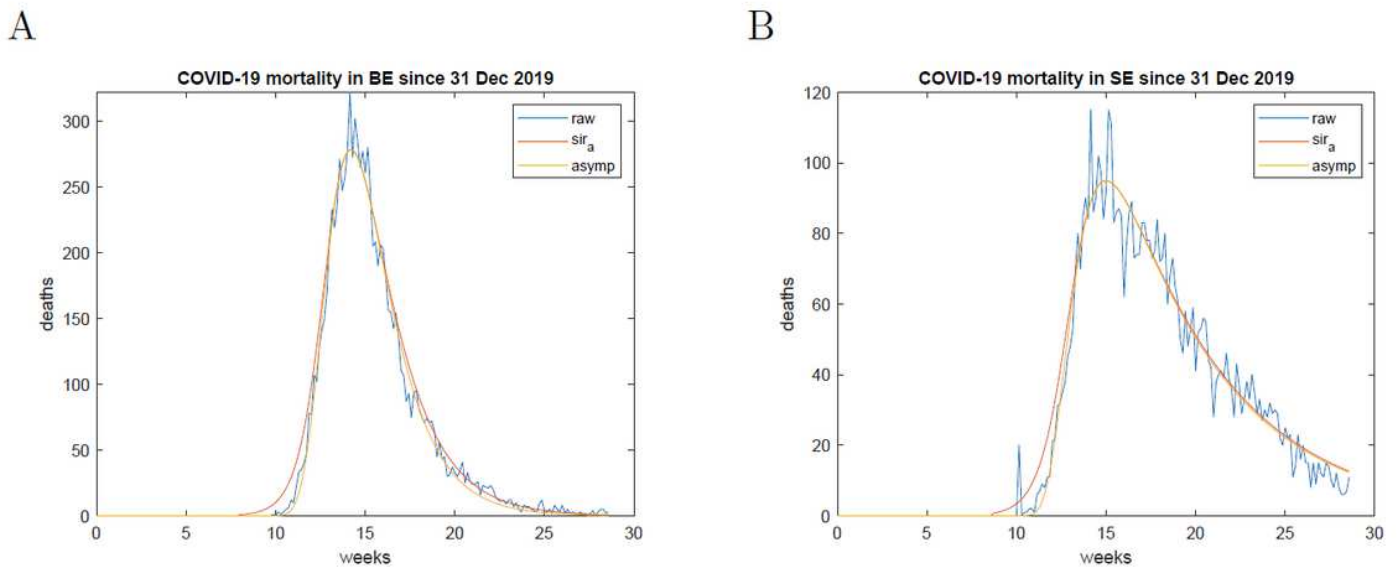 A
COVID-19 mortality in BE since 31 Dec 2019
raw
sir_a
asymp
300
250
200
150
100
50
0
deaths
0 5 10 15 20 25 30
weeks
B
COVID-19 mortality in SE since 31 Dec 2019
raw
sir_a
asymp
120
100
80
60
40
20
0
deaths
0 5 10 15 20 25 30
weeks